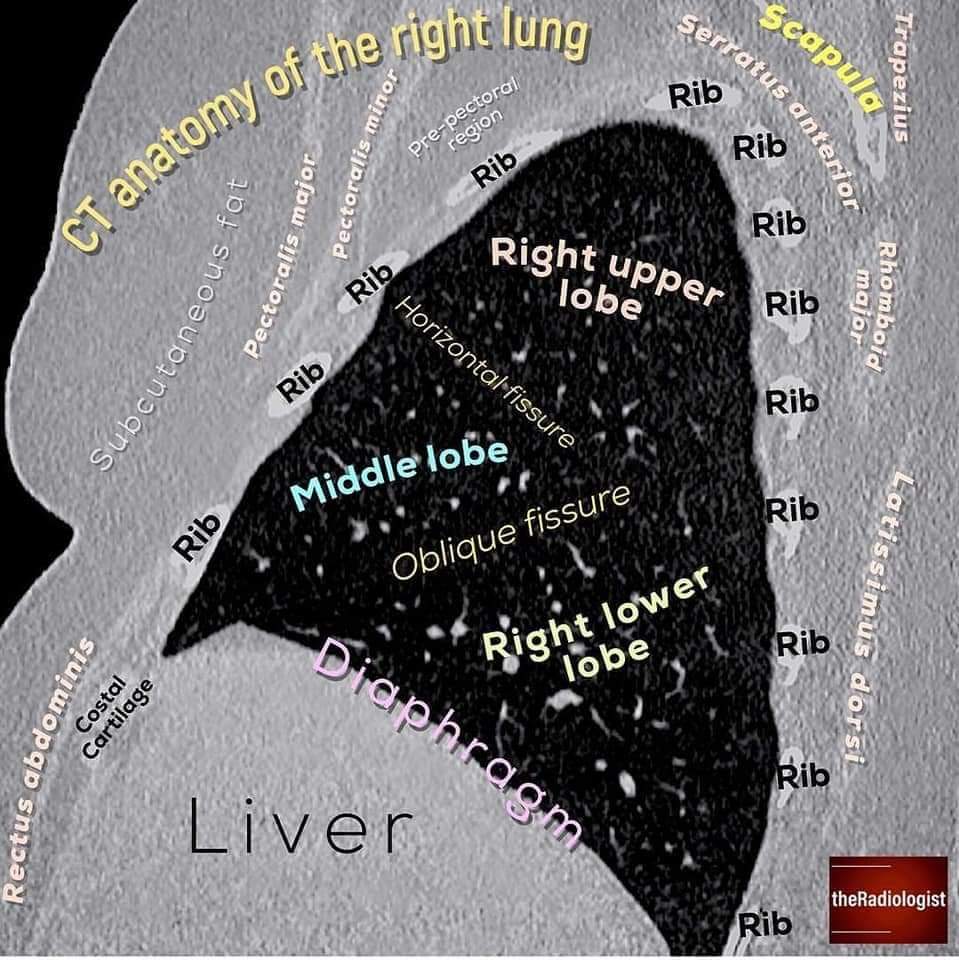 CT anatomy of the right lung
Serratus anterior
Scapula
Trapezius
Pectoralis minor
Pre-pectoral
region
Rib
Rib
Rib
Pectoralis major
Subcutaneous fat
Rib
Rib
Right upper
lobe
Rhomboid
major
Rib
Rib
Horizontal fissure
Rib
Rib
Middle lobe
Oblique fissure
Rib
Rib
Latissimus dorsi
Right lower
lobe
Rib
Diaphragm
Rectus abdominis
Costal
Cartilage
Rib
Liver
theRadiologist
Rib